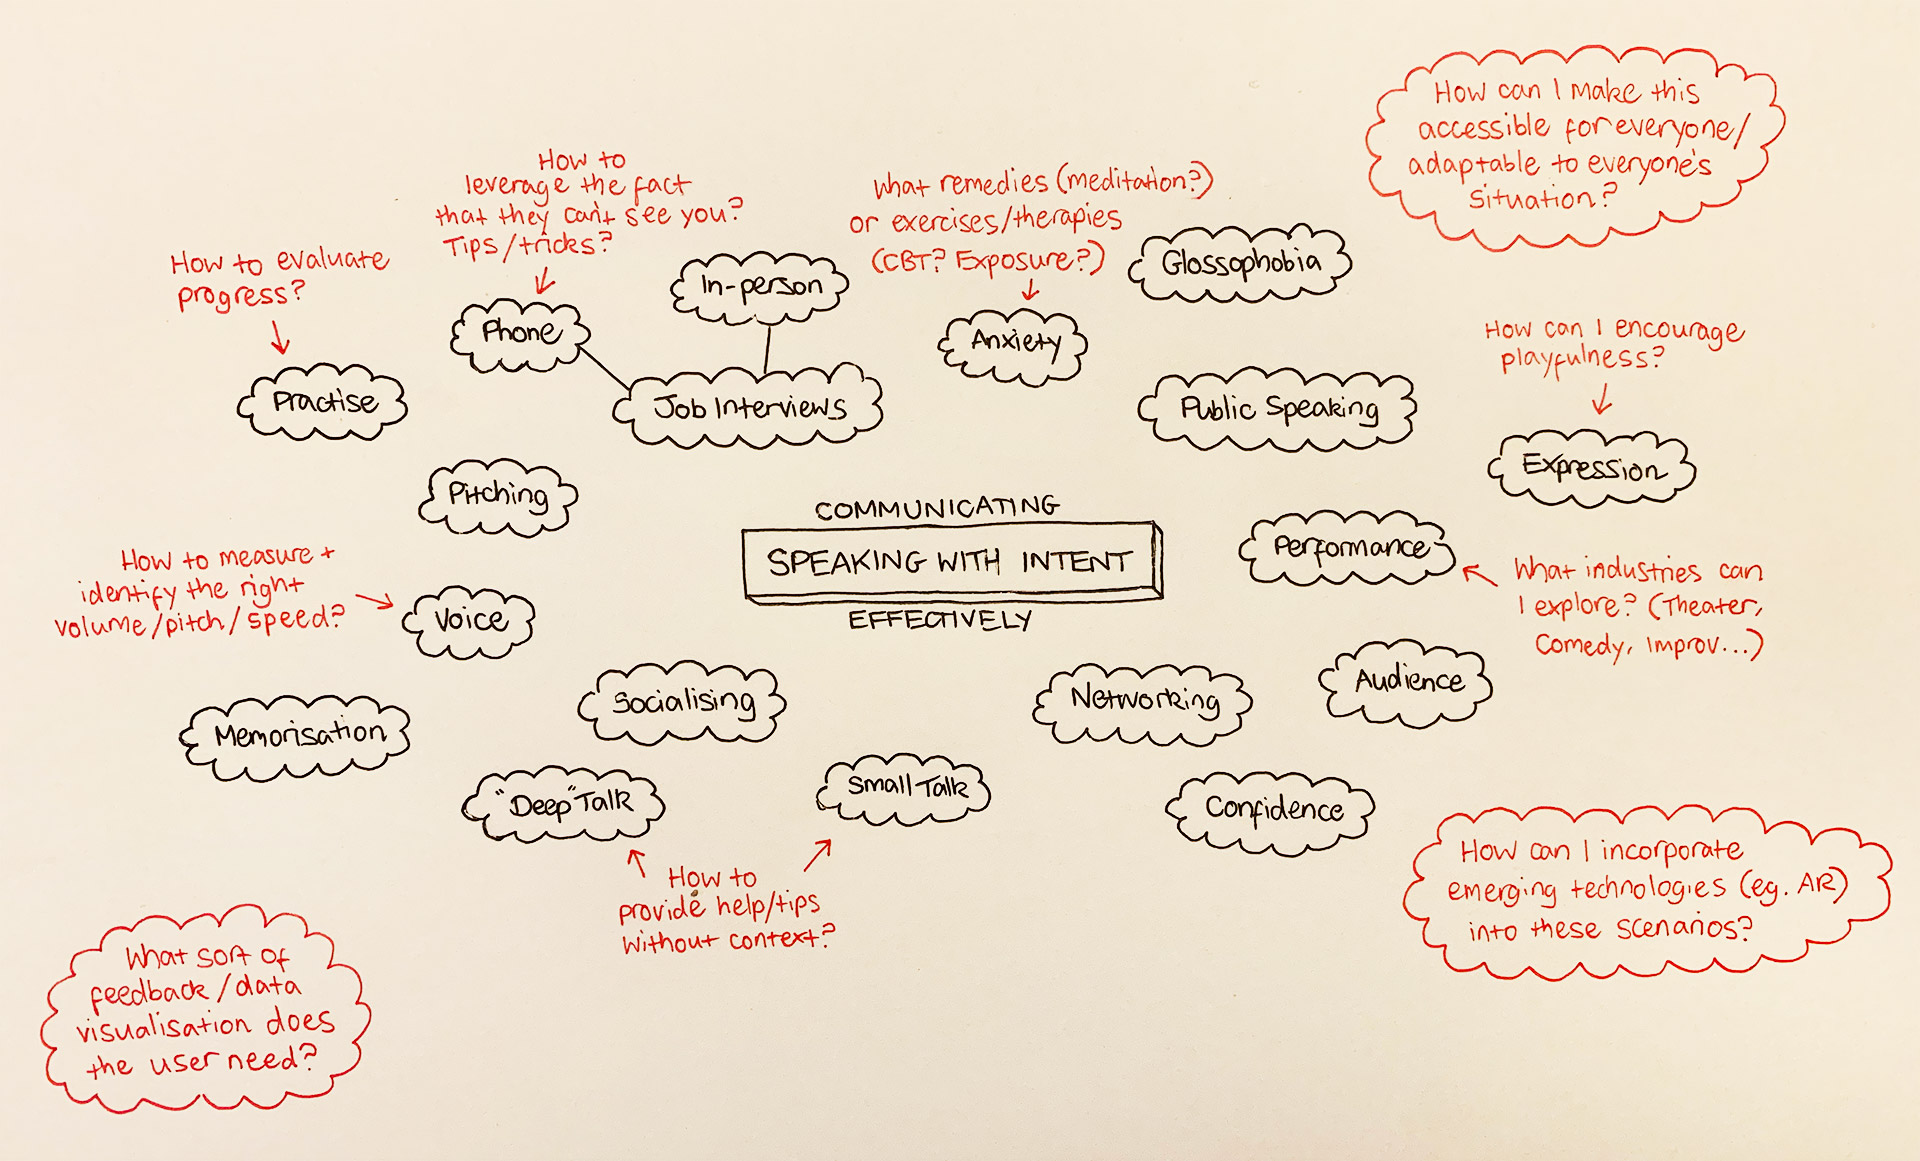 How can I make this
accessible for everyone/
adaptable to everyone's
situation?
How to
leverage the fact
that they can't see you?
Tips/tricks?
What remedies (meditation?)
or exercises/therapies
(CBT? Exposure?)
Glossophobia
How to evaluate
progress?
In-person
Phone
Anxiety
How can I encourage
playfulness?
Practise
Job Interviews
Public Speaking
Expression
Pitching
COMMUNICATING
SPEAKING WITH INTENT
EFFECTIVELY
Performance
What industries can
I explore? (Theater,
Comedy, Improv...)
How to measure +
identify the right
volume/pitch/speed?
Voice
Socialising
Networking
Audience
Memorisation
"Deep" Talk
Small Talk
Confidence
How to
provide help/tips
without context?
How can I incorporate
emerging technologies (eg. AR)
into these scenarios?
What sort of
feedback/data
visualisation does
the user need?